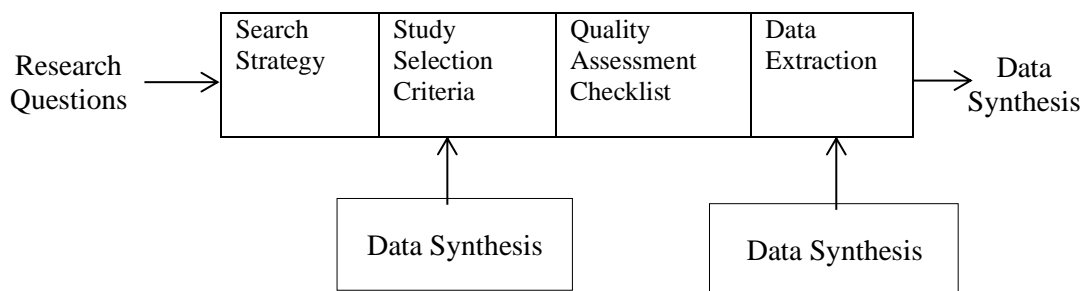 Research
Questions
Search
Strategy
Study
Selection
Criteria
Quality
Assessment
Checklist
Data
Extraction
Data
Synthesis
Data Synthesis
Data Synthesis